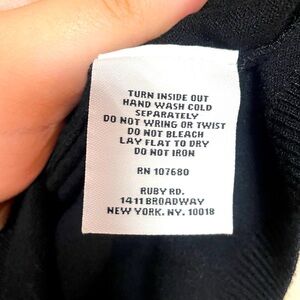 TURN INSIDE OUT
HAND WASH COLD
SEPARATELY
DO NOT WRING OR TWIST
DO NOT BLEACH
LAY FLAT TO DRY
DO NOT IRON
RN 107680
RUBY RD.
1411 BROADWAY
NEW YORK. NY. 10018